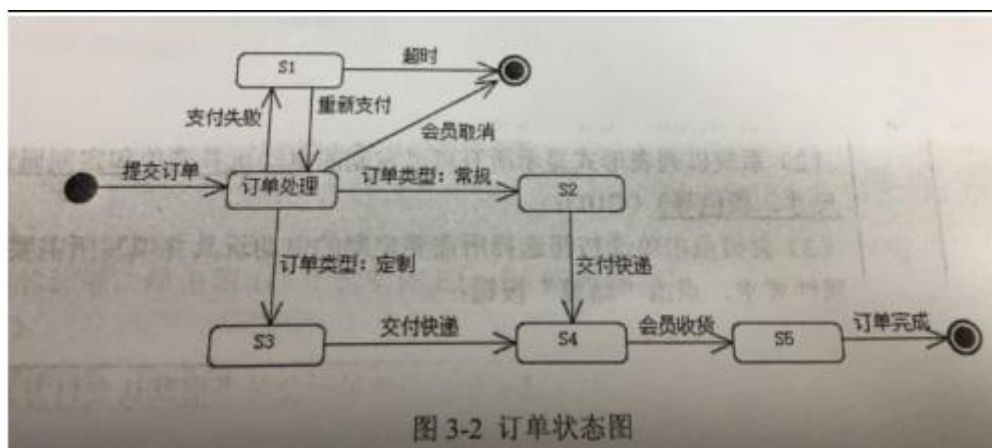 S1
超时
支付失败
重新支付
会员取消
提交订单
订单处理
订单类型：常规
S2
订单类型：定制
交付快递
S3
交付快递
S4
会员收货
S5
订单完成
图 3-2 订单状态图